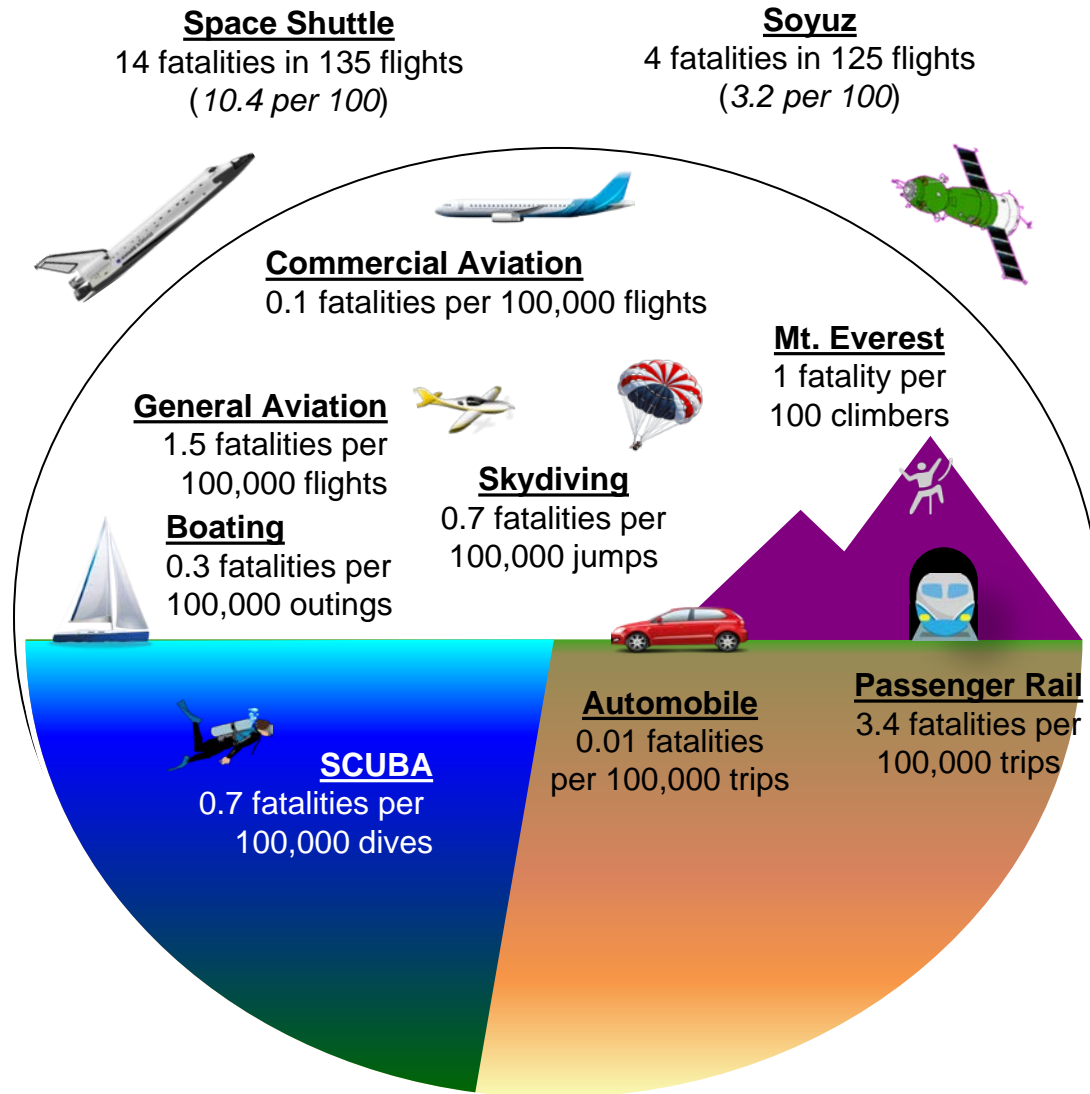 Space Shuttle
14 fatalities in 135 flights
(10.4 per 100)
Soyuz
4 fatalities in 125 flights
(3.2 per 100)
Commercial Aviation
0.1 fatalities per 100,000 flights
Mt. Everest
1 fatality per
100 climbers
General Aviation
1.5 fatalities per
100,000 flights
Skydiving
0.7 fatalities per
100,000 jumps
Boating
0.3 fatalities per
100,000 outings
Automobile
0.01 fatalities
per 100,000 trips
Passenger Rail
3.4 fatalities per
100,000 trips
SCUBA
0.7 fatalities per
100,000 dives